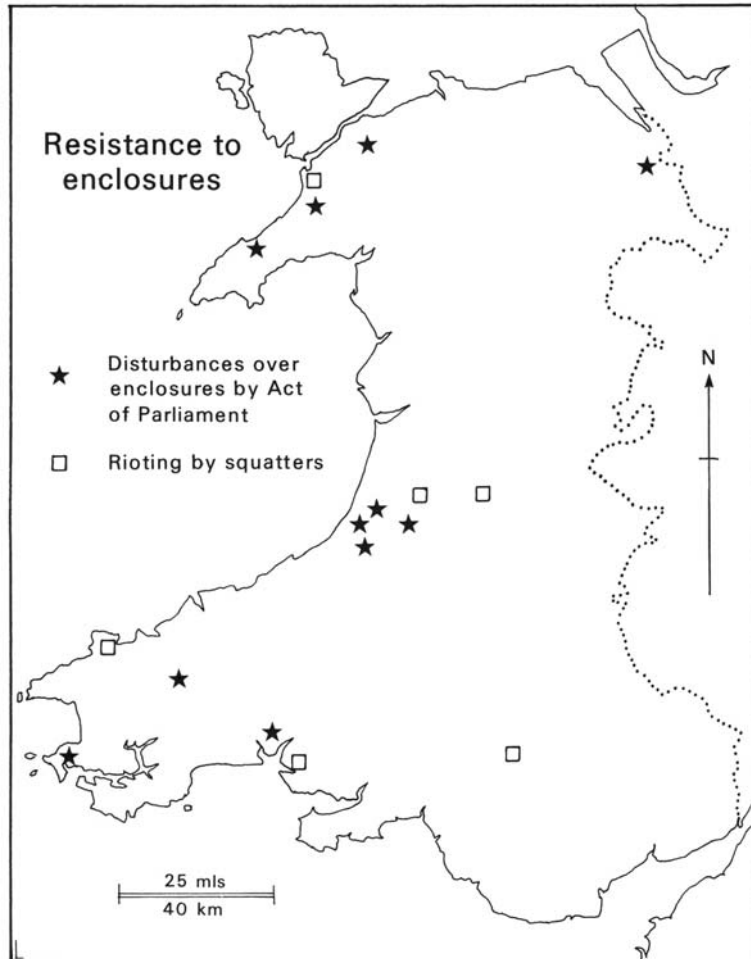 Resistance to
enclosures
Disturbances over
enclosures by Act
of Parliament
Rioting by squatters
N
25 mls
40 km